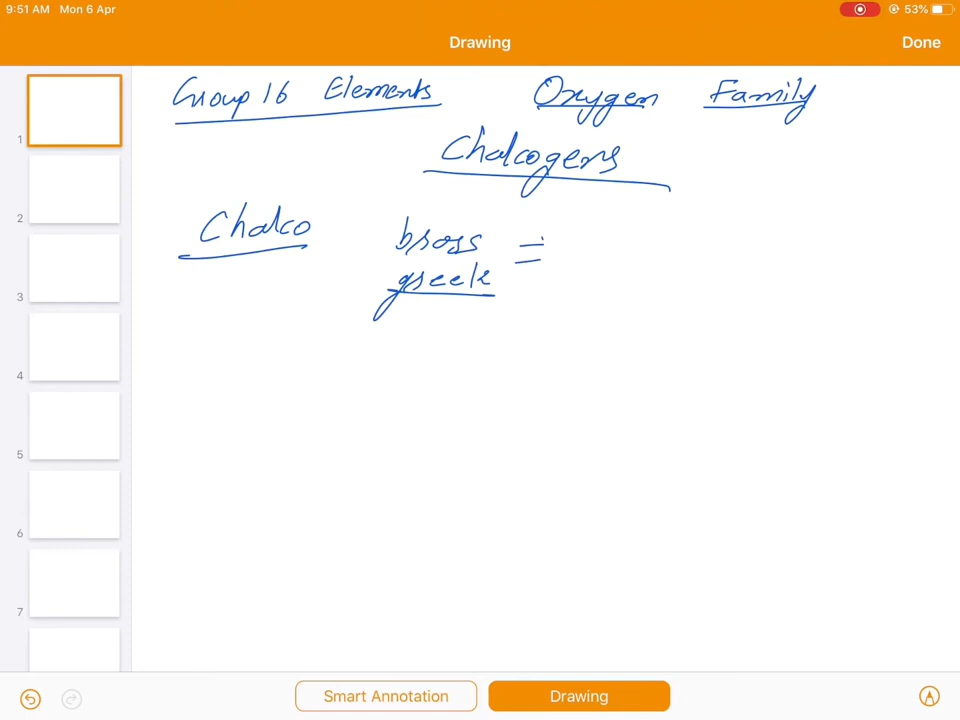 9:51 AM Mon 6 Apr
53%
Drawing
Done
Group 16 Elements Oxygen Family
Chalcogens
Chalco brass =
greek
1
2
3
4
5
6
7
Smart Annotation
Drawing